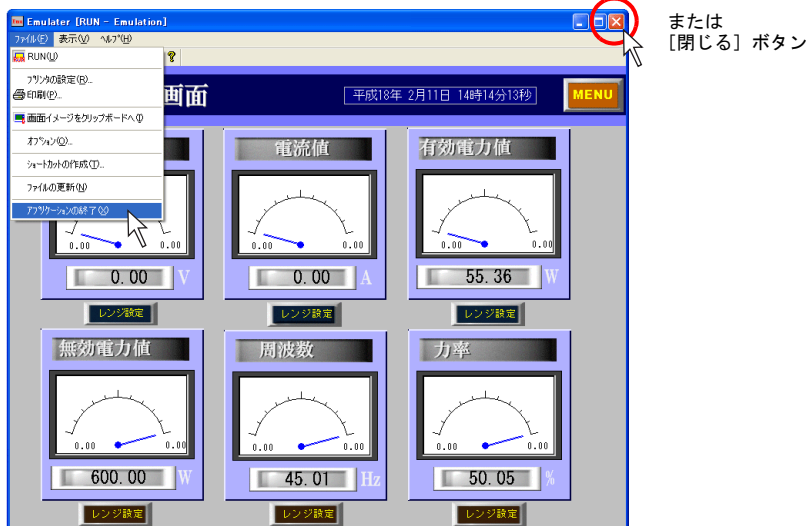 Emulater [RUN - Emulation]
ファイル(F) 表示(V) ヘルプ(H)
RUN(U)
プリンタの設定(R)...
印刷(P)...
画面イメージをクリップボードへ(I)
オプション(O)...
ショートカットの作成(T)...
ファイルの更新(N)
アプリケーションの終了(X)
または
[閉じる] ボタン
画面
平成18年 2月11日 14時14分13秒
MENU
電流値
有効電力値
0.00 0.00
0.00 0.00
0.00 0.00
0.00 V
0.00 A
55.36 W
レンジ設定
レンジ設定
レンジ設定
無効電力値
周波数
力率
0.00 0.00
0.00 0.00
0.00 0.00
600.00 W
45.01 Hz
50.05 %
レンジ設定
レンジ設定
レンジ設定